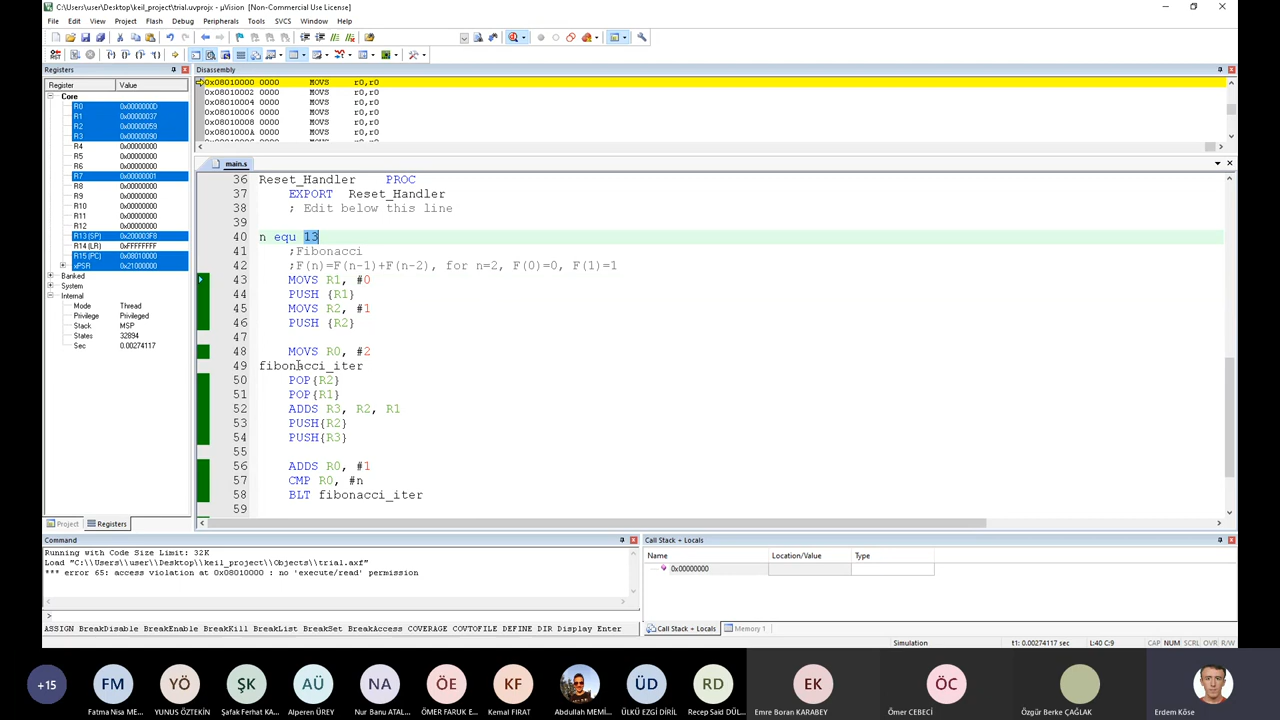 C:\Users\user\Desktop\keil_project\trial.uvprojx - µVision [Non-Commercial Use License]
File Edit View Project Flash Debug Peripherals Tools SVCS Window Help
Registers
Register Value
Core
R0 0x0000000D
R1 0x00000037
R2 0x00000059
R3 0x00000090
R4 0x00000000
R5 0x00000000
R6 0x00000000
R7 0x00000001
R8 0x00000000
R9 0x00000000
R10 0x00000000
R11 0x00000000
R12 0x00000000
R13 (SP) 0x200003F8
R14 (LR) 0xFFFFFFFF
R15 (PC) 0x08010000
xPSR 0x21000000
Banked
System
Internal
Mode Thread
Privilege Privileged
Stack MSP
States 32894
Sec 0.00274117
Project Registers
Disassembly
0x08010000 0000 MOVS r0,r0
0x08010002 0000 MOVS r0,r0
0x08010004 0000 MOVS r0,r0
0x08010006 0000 MOVS r0,r0
0x08010008 0000 MOVS r0,r0
0x0801000A 0000 MOVS r0,r0
main.s
36 Reset_Handler PROC
37 EXPORT Reset_Handler
38 ; Edit below this line
39
40 n equ 13
41 ;Fibonacci
42 ;F(n)=F(n-1)+F(n-2), for n=2, F(0)=0, F(1)=1
43 MOVS R1, #0
44 PUSH {R1}
45 MOVS R2, #1
46 PUSH {R2}
47
48 MOVS R0, #2
49 fibonacci_iter
50 POP{R2}
51 POP{R1}
52 ADDS R3, R2, R1
53 PUSH{R2}
54 PUSH{R3}
55
56 ADDS R0, #1
57 CMP R0, #n
58 BLT fibonacci_iter
59
Command
Running with Code Size Limit: 32K
Load "C:\\Users\\user\\Desktop\\keil_project\\Objects\\trial.axf"
*** error 65: access violation at 0x08010000 : no 'execute/read' permission
>
ASSIGN BreakDisable BreakEnable BreakKill BreakList BreakSet BreakAccess COVERAGE COVTOFILE DEFINE DIR Display Enter
Call Stack + Locals
Name Location/Value Type
0x00000000
Call Stack + Locals Memory 1
Simulation t1: 0.00274117 sec L:40 C:9 CAP NUM SCRL OVR R/W
+15 FM YÖ ŞK AÜ NA ÖE KF ÜD RD EK ÖC
Fatma Nisa ME... YUNUS ÖZTEKİN Şafak Ferhat KA... Alperen ÜREY Nur Banu ATAL... ÖMER FARUK E... Kemal FIRAT Abdullah MEMİ... ÜLKÜ EZGİ DİRİL Recep Said DÜL... Emre Boran KARABEY Ömer CEBECİ Özgür Berke ÇAĞLAK Erdem Köse